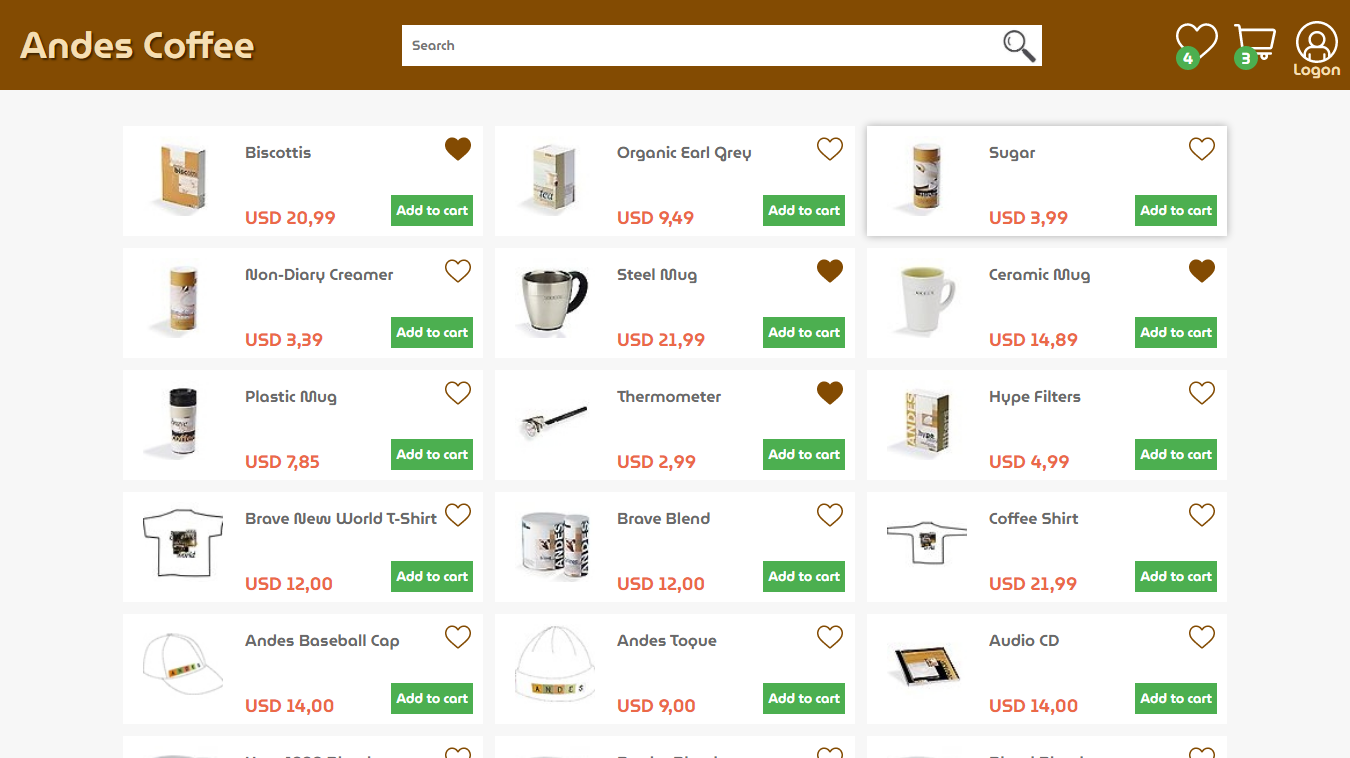 Andes Coffee
Search
4
3
Logon
Biscottis
USD 20,99
Add to cart
Organic Earl Grey
USD 9,49
Add to cart
Sugar
USD 3,99
Add to cart
Non-Diary Creamer
USD 3,39
Add to cart
Steel Mug
USD 21,99
Add to cart
Ceramic Mug
USD 14,89
Add to cart
Plastic Mug
USD 7,85
Add to cart
Thermometer
USD 2,99
Add to cart
Hype Filters
USD 4,99
Add to cart
ANDES
Brave New World T-Shirt
USD 12,00
Add to cart
Brave Blend
USD 12,00
Add to cart
ANDES
Coffee Shirt
USD 21,99
Add to cart
Andes Baseball Cap
USD 14,00
Add to cart
ANDES
Andes Toque
USD 9,00
Add to cart
ANDES
Audio CD
USD 14,00
Add to cart